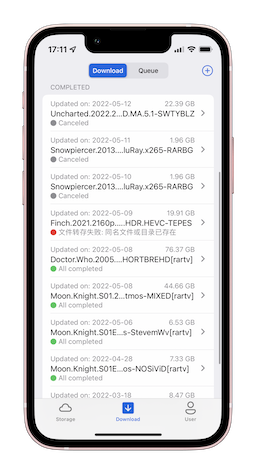 17:11
Download
Queue
COMPLETED
Updated on: 2022-05-12
22.39 GB
Uncharted.2022.2...D.MA.5.1-SWTYBLZ
Canceled
Updated on: 2022-05-11
1.96 GB
Snowpiercer.2013....luRay.x265-RARBG
Canceled
Updated on: 2022-05-10
1.96 GB
Snowpiercer.2013....luRay.x265-RARBG
Canceled
Updated on: 2022-05-09
19.91 GB
Finch.2021.2160p....HDR.HEVC-TEPES
文件转存失败: 同名文件或目录已存在
Updated on: 2022-05-08
76.37 GB
Doctor.Who.2005....HORTBREHD[rartv]
All completed
Updated on: 2022-05-08
44.66 GB
Moon.Knight.S01.2...tmos-MIXED[rartv]
All completed
Updated on: 2022-05-06
6.53 GB
Moon.Knight.S01E...s-StevemWv[rartv]
All completed
Updated on: 2022-04-28
7.33 GB
Moon.Knight.S01E...os-NOSiViD[rartv]
All completed
Updated on: 2022-03-18
8.47 GB
Storage
Download
User